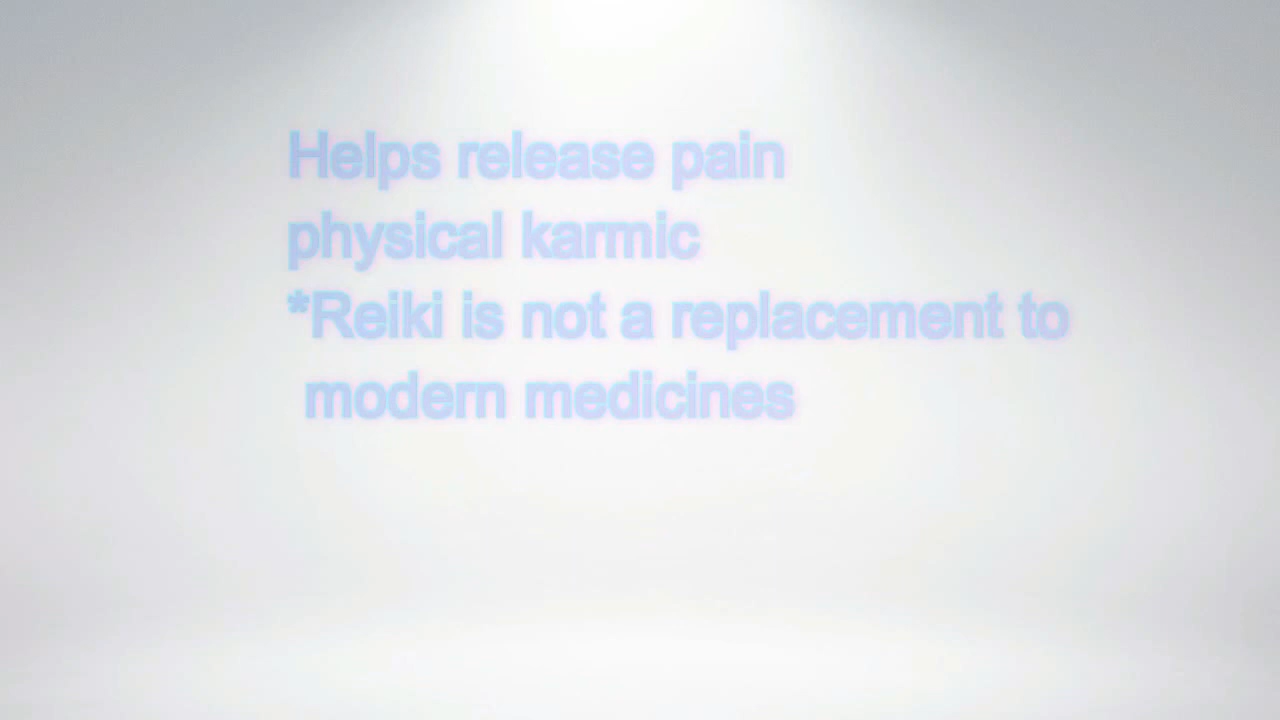 Helps release pain
physical karmic
*Reiki is not a replacement to
modern medicines